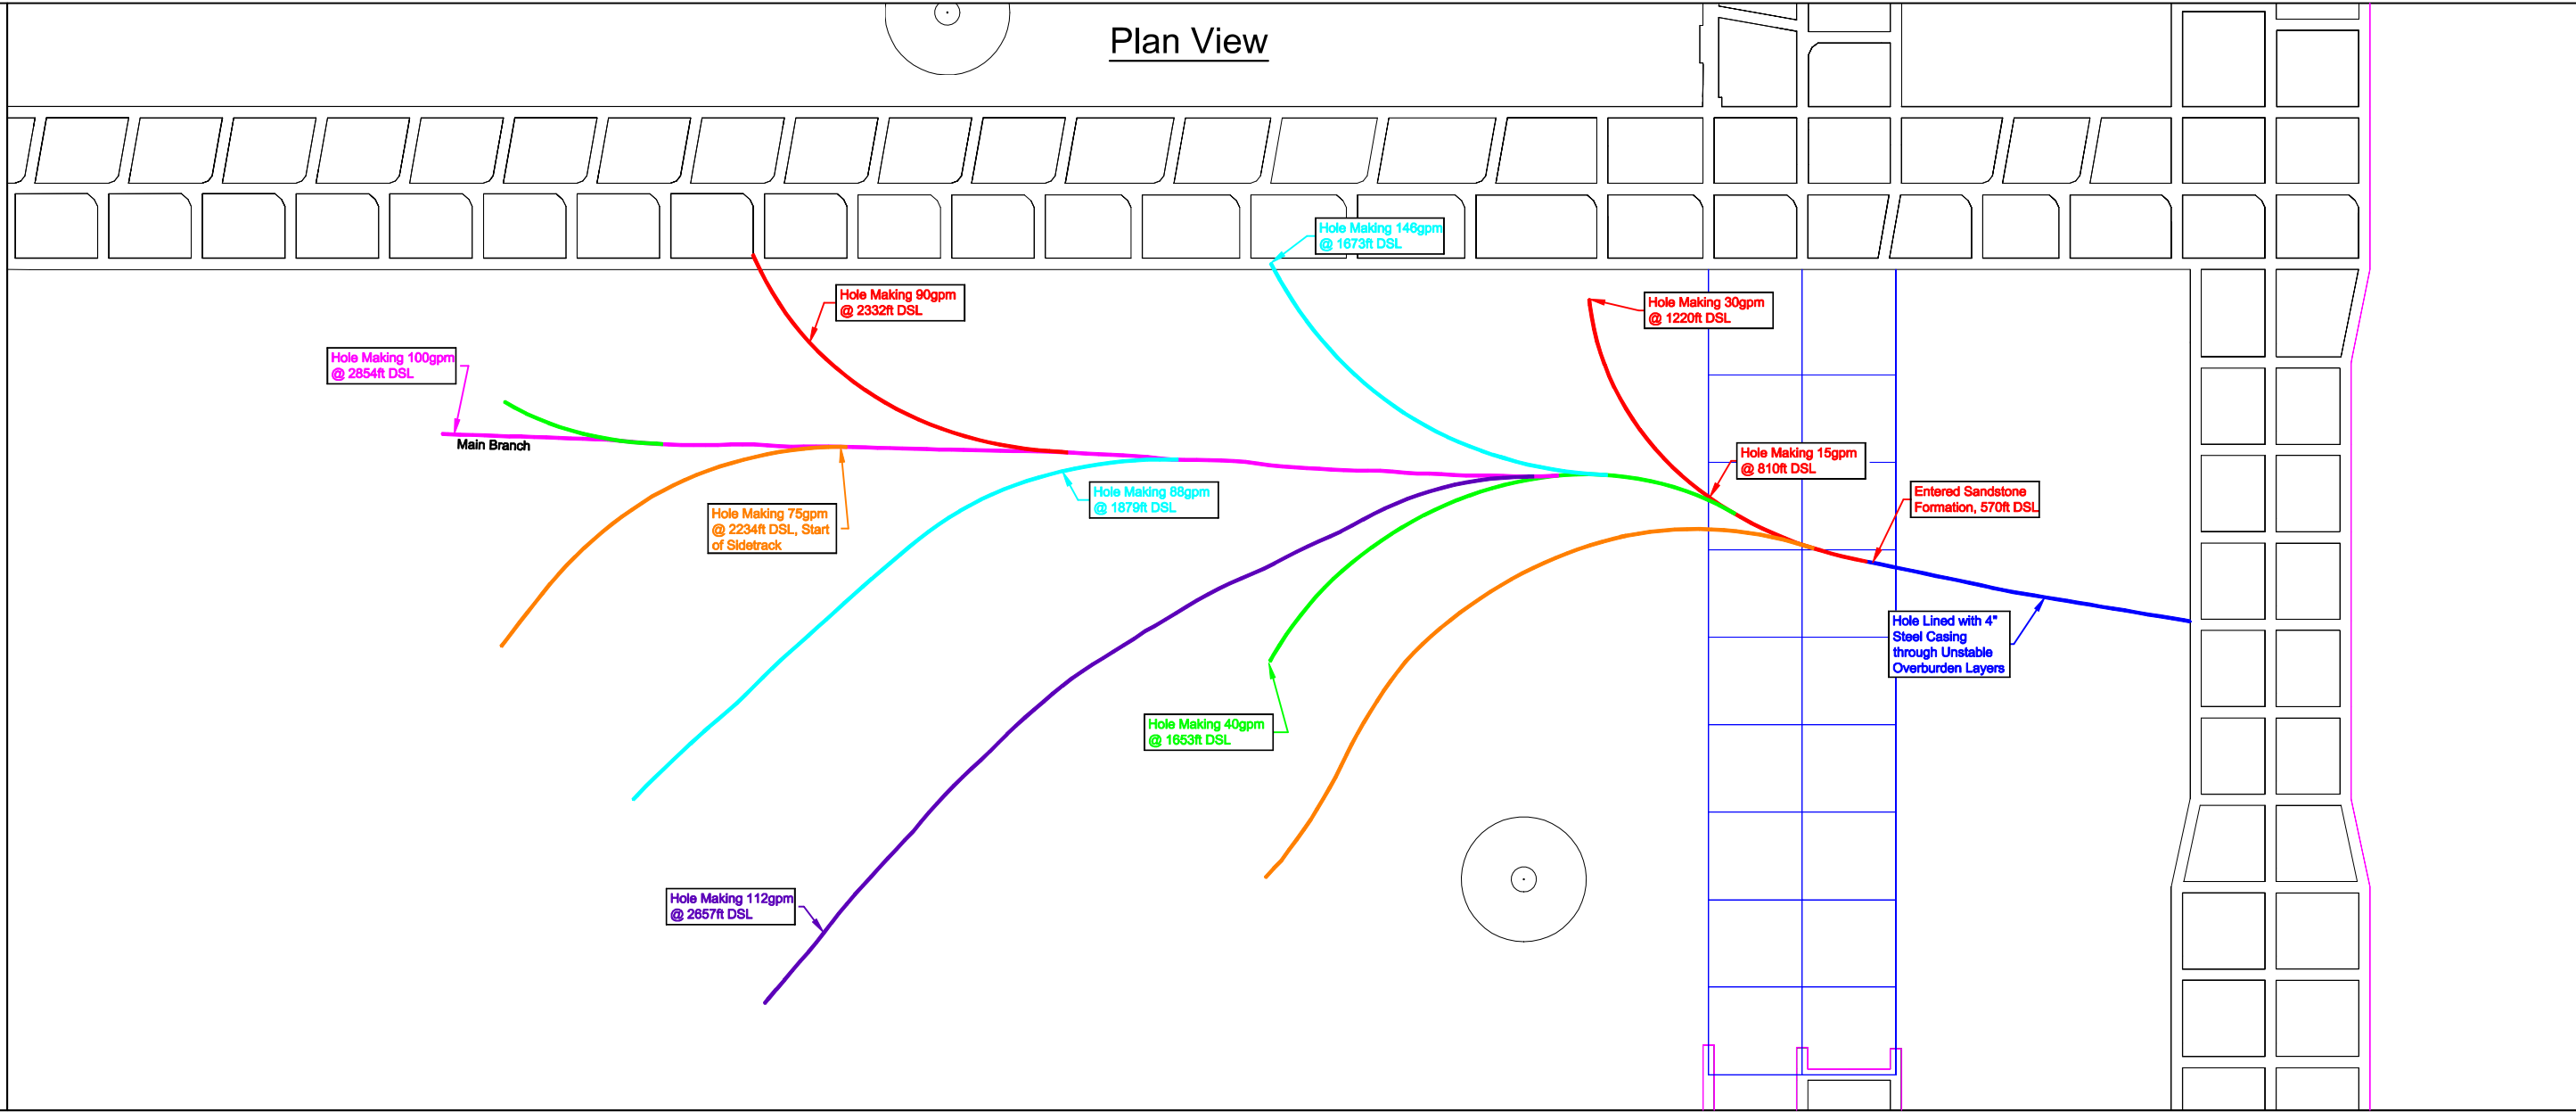 Plan View
Hole Making 146gpm
@ 1673ft DSL
Hole Making 90gpm
@ 2332ft DSL
Hole Making 30gpm
@ 1220ft DSL
Hole Making 100gpm
@ 2854ft DSL
Main Branch
Hole Making 15gpm
@ 810ft DSL
Hole Making 88gpm
@ 1879ft DSL
Entered Sandstone
Formation, 570ft DSL
Hole Making 75gpm
@ 2234ft DSL, Start
of Sidetrack
Hole Lined with 4"
Steel Casing
through Unstable
Overburden Layers
Hole Making 40gpm
@ 1653ft DSL
Hole Making 112gpm
@ 2657ft DSL